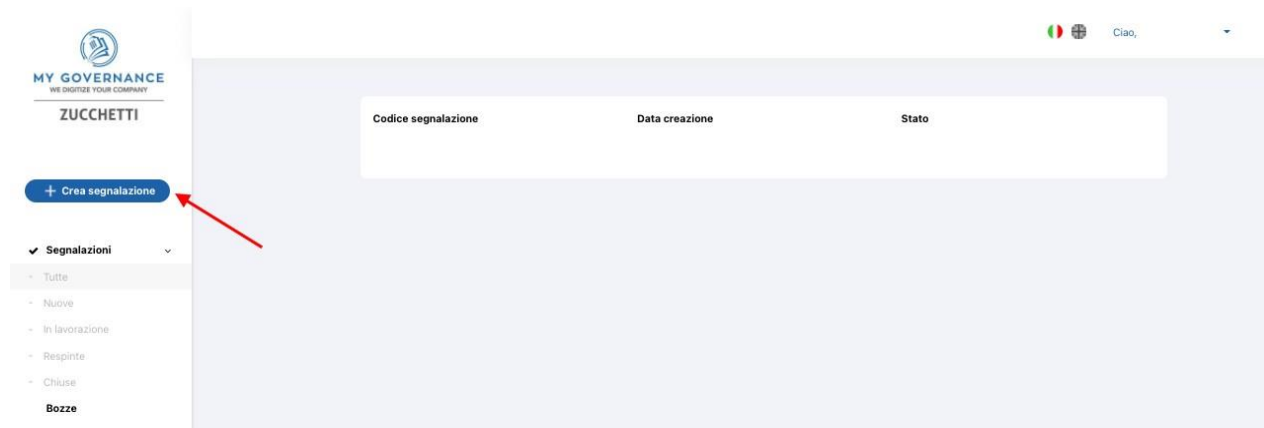 MY GOVERNANCE
WE DIGITIZE YOUR COMPANY
ZUCCHETTI
Ciao,
Codice segnalazione Data creazione Stato
+ Crea segnalazione
Segnalazioni
- Tutte
- Nuove
- In lavorazione
- Respinte
- Chiuse
Bozze